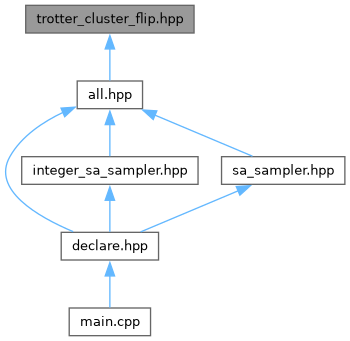 trotter_cluster_flip.hpp
all.hpp
integer_sa_sampler.hpp
sa_sampler.hpp
declare.hpp
main.cpp